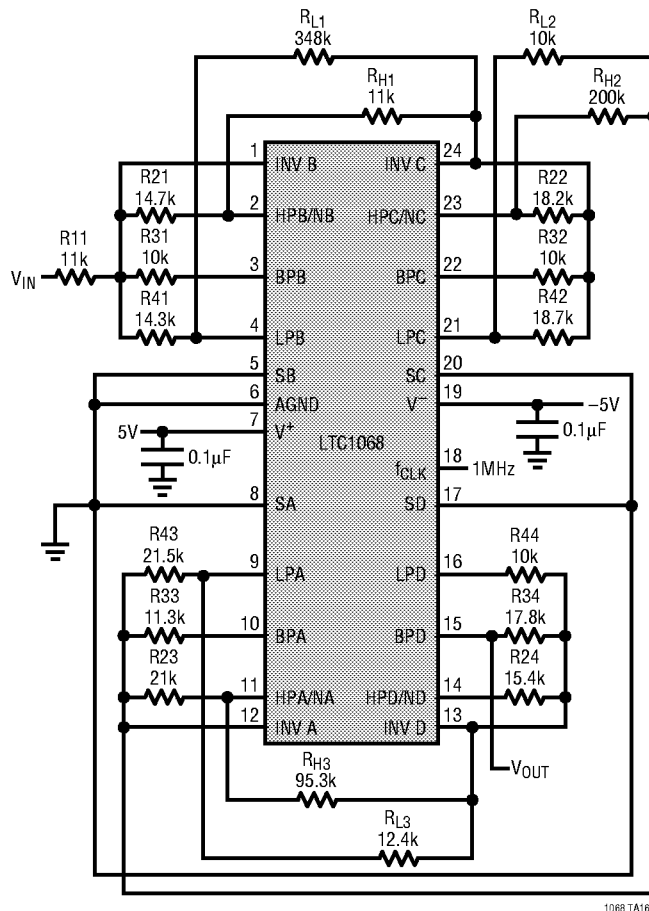 RL1
348k
RL2
10k
RH1
11k
RH2
200k
1
INV B
INV C
24
R21
14.7k
2
HPB/NB
HPC/NC
23
R22
18.2k
R11
11k
VIN
R31
10k
3
BPB
BPC
22
R32
10k
R41
14.3k
4
LPB
LPC
21
R42
18.7k
5
SB
SC
20
6
AGND
V−
19
−5V
5V
7
V+
0.1µF
0.1µF
LTC1068
fCLK
18
1MHz
8
SA
SD
17
R43
21.5k
9
LPA
LPD
16
R44
10k
R33
11.3k
10
BPA
BPD
15
R34
17.8k
R23
21k
11
HPA/NA
HPD/ND
14
R24
15.4k
12
INV A
INV D
13
RH3
95.3k
VOUT
RL3
12.4k
1068 TA16